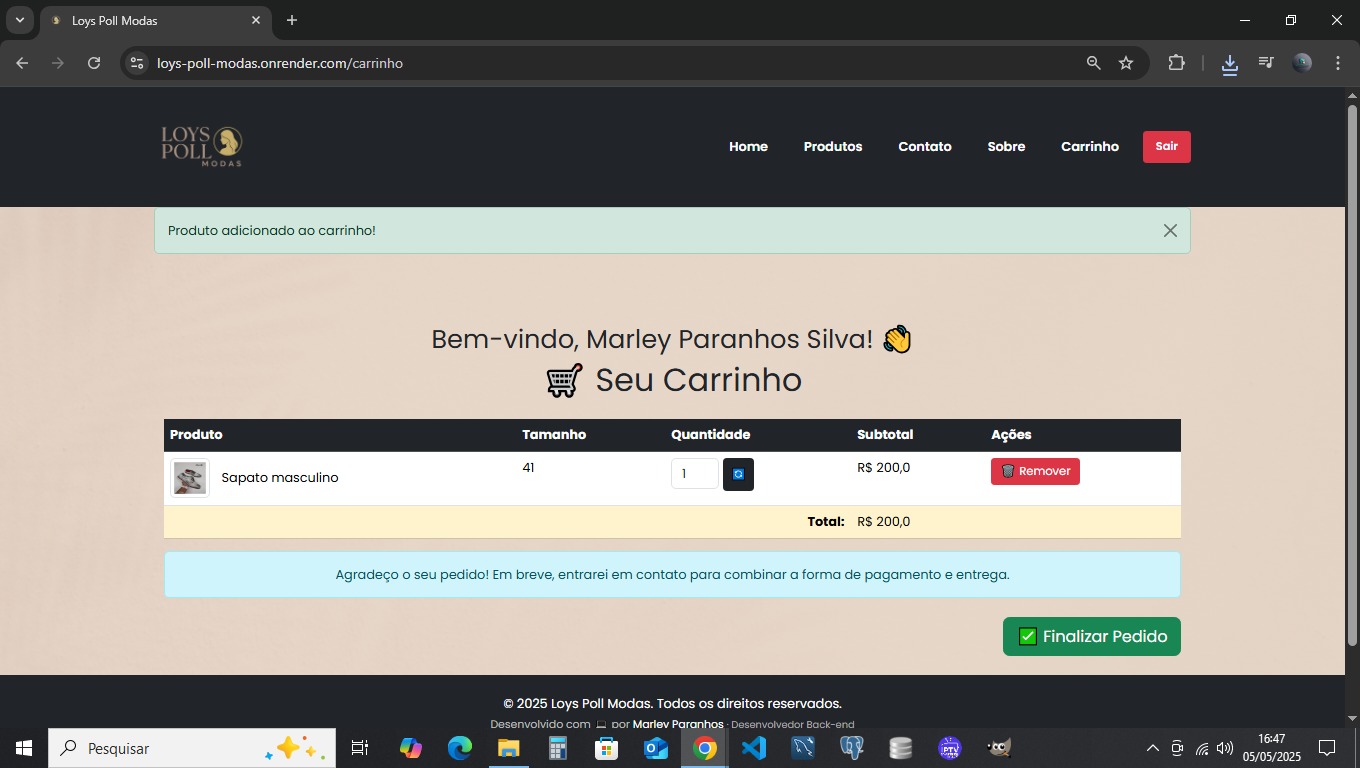 Loys Poll Modas
loys-poll-modas.onrender.com/carrinho
LOYS
POLL
MODAS
Home Produtos Contato Sobre Carrinho Sair
Produto adicionado ao carrinho!
Bem-vindo, Marley Paranhos Silva! 👋
🛒 Seu Carrinho
Produto Tamanho Quantidade Subtotal Ações
Sapato masculino 41 1 R$ 200,0 🗑️ Remover
Total: R$ 200,0
Agradeço o seu pedido! Em breve, entrarei em contato para combinar a forma de pagamento e entrega.
✅ Finalizar Pedido
© 2025 Loys Poll Modas. Todos os direitos reservados.
Desenvolvido com 💻 por Marley Paranhos · Desenvolvedor Back-end
Pesquisar
IPTV
16:47
05/05/2025